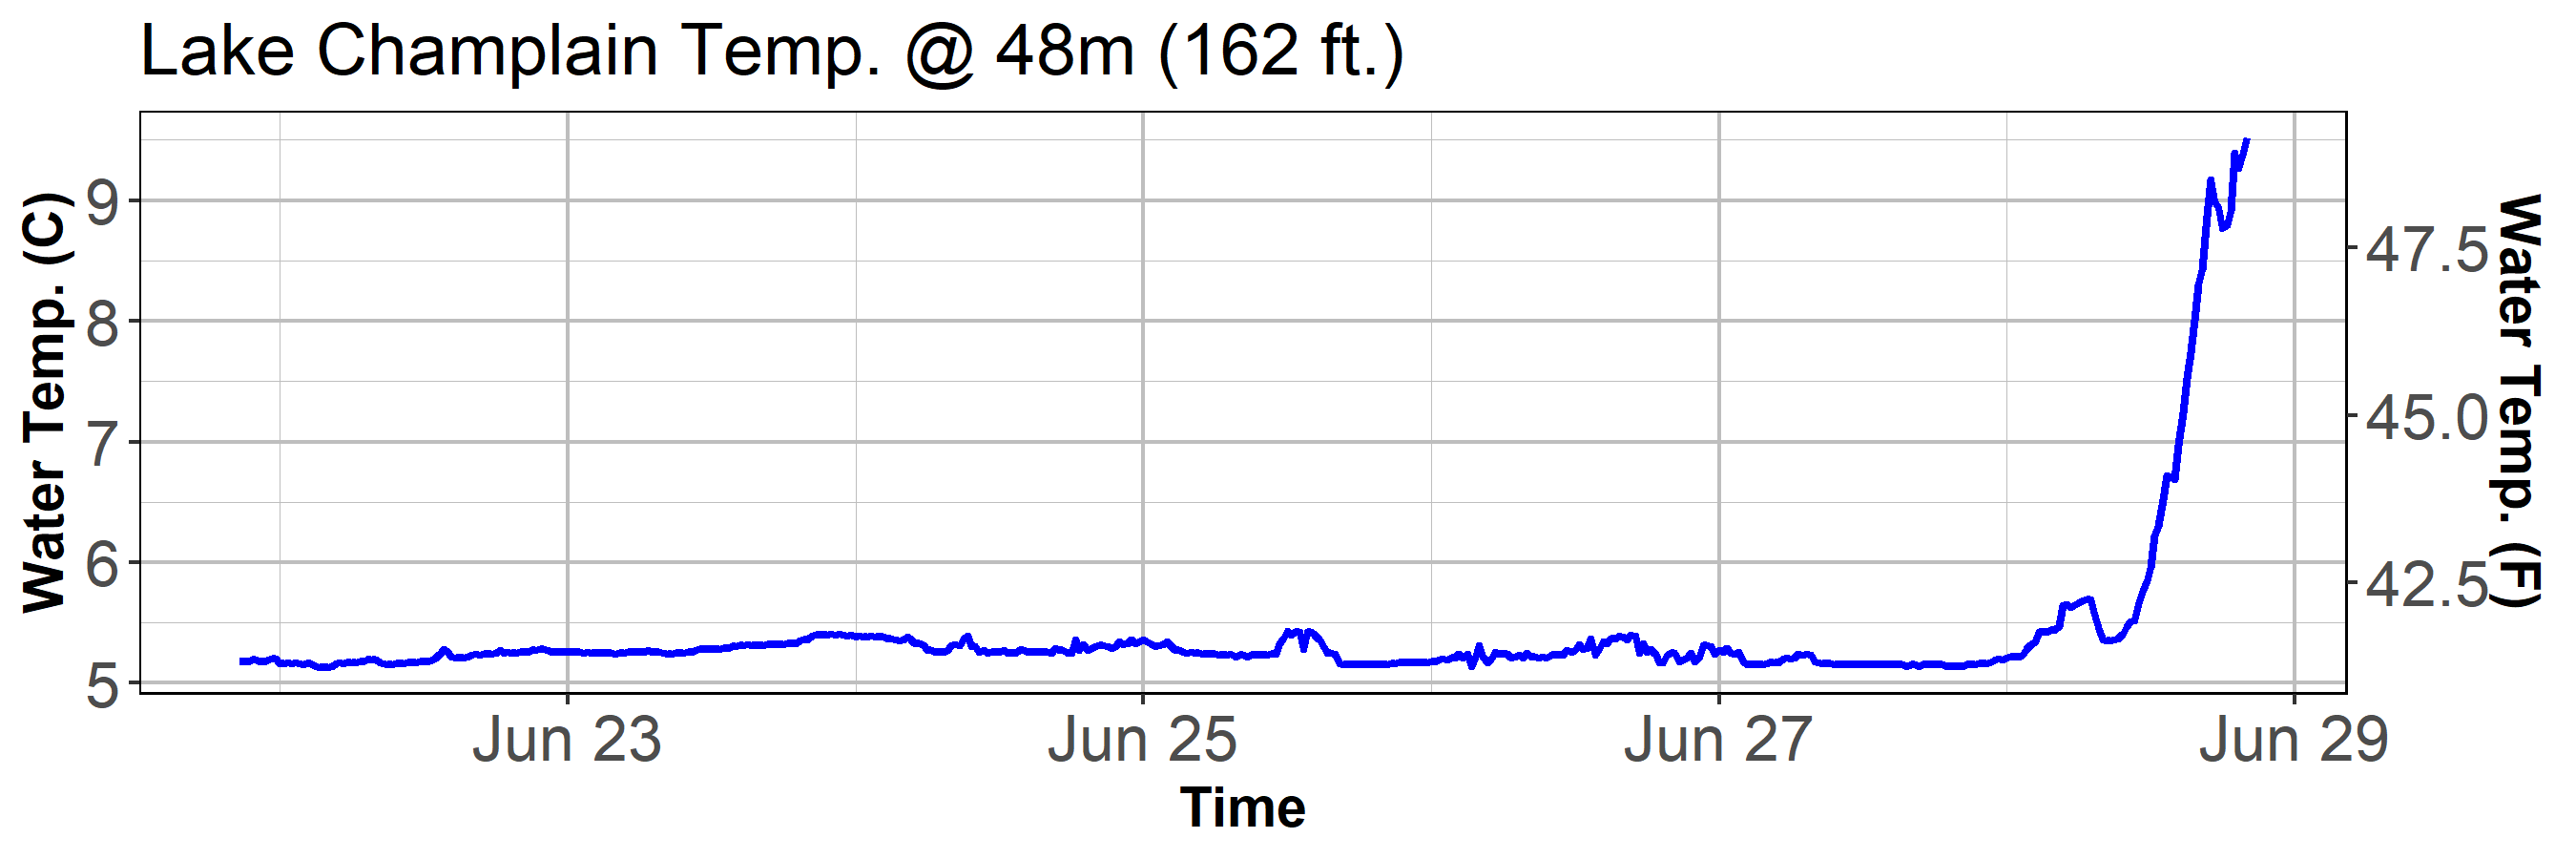 Lake Champlain Temp. @ 48m (162 ft.)
Water Temp. (C)
9
8
7
6
5
47.5
45.0
42.5
Water Temp. (F)
Jun 23 Jun 25 Jun 27 Jun 29
Time